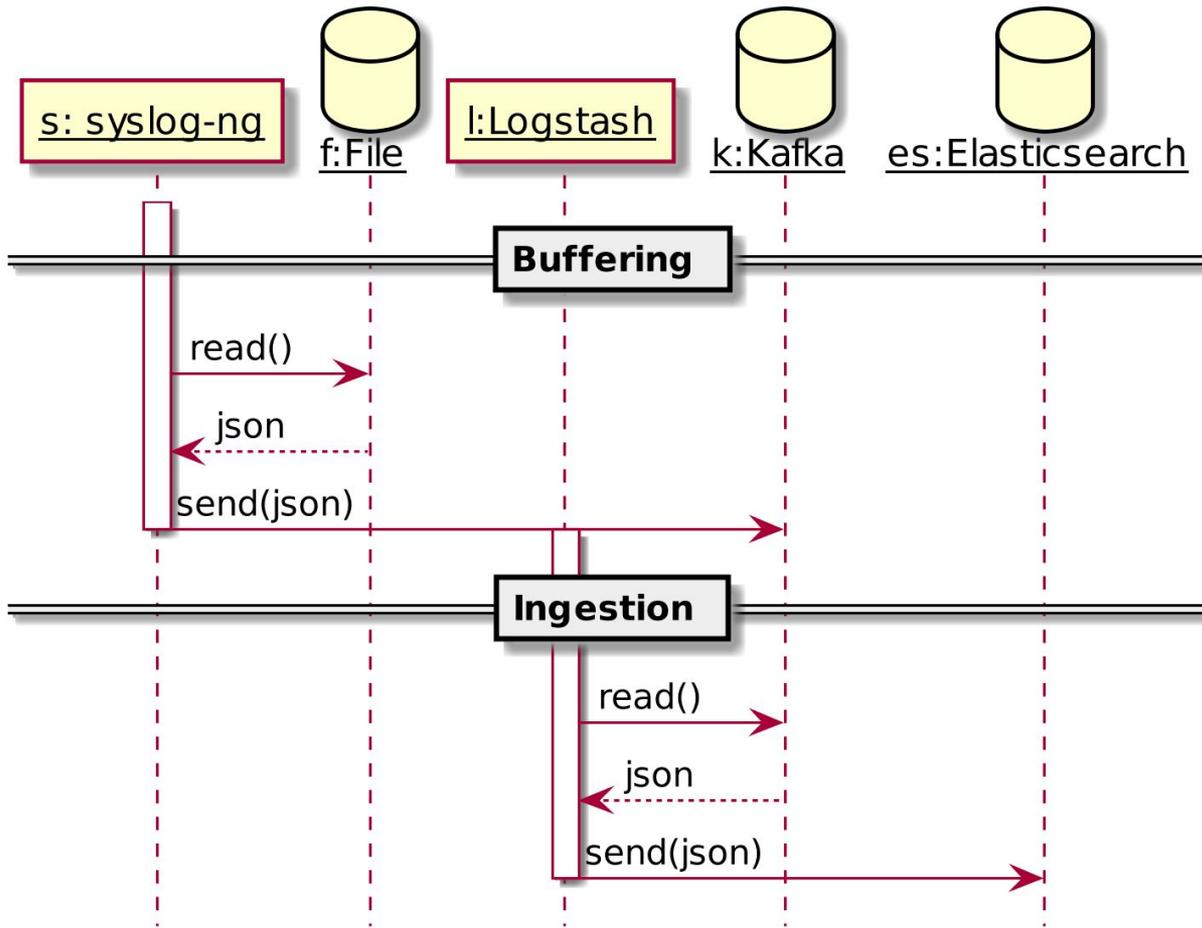 s: syslog-ng
f:File
l:Logstash
k:Kafka
es:Elasticsearch
Buffering
read()
json
send(json)
Ingestion
read()
json
send(json)